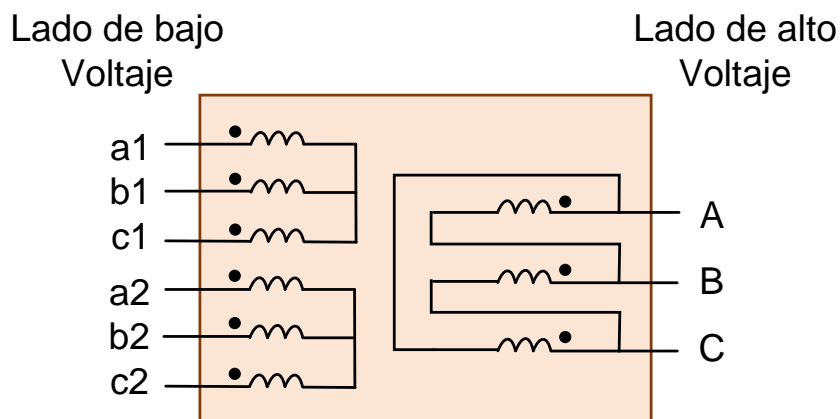 Lado de bajo
Voltaje
Lado de alto
Voltaje
a1
b1
c1
a2
b2
c2
A
B
C